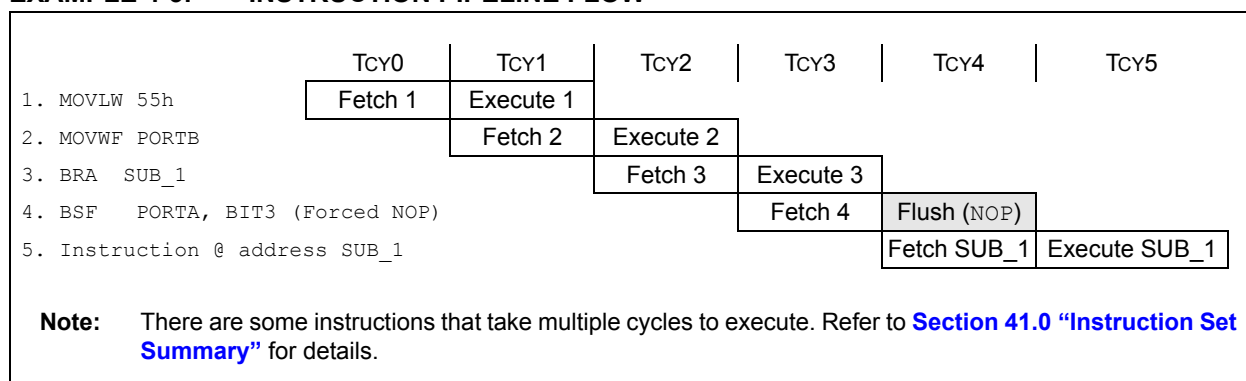 EXAMPLE 4-3: INSTRUCTION PIPELINE FLOW
TCY0 TCY1 TCY2 TCY3 TCY4 TCY5
1. MOVLW 55h Fetch 1 Execute 1
2. MOVWF PORTB Fetch 2 Execute 2
3. BRA SUB_1 Fetch 3 Execute 3
4. BSF PORTA, BIT3 (Forced NOP) Fetch 4 Flush (NOP)
5. Instruction @ address SUB_1 Fetch SUB_1 Execute SUB_1
Note: There are some instructions that take multiple cycles to execute. Refer to Section 41.0 “Instruction Set
Summary” for details.